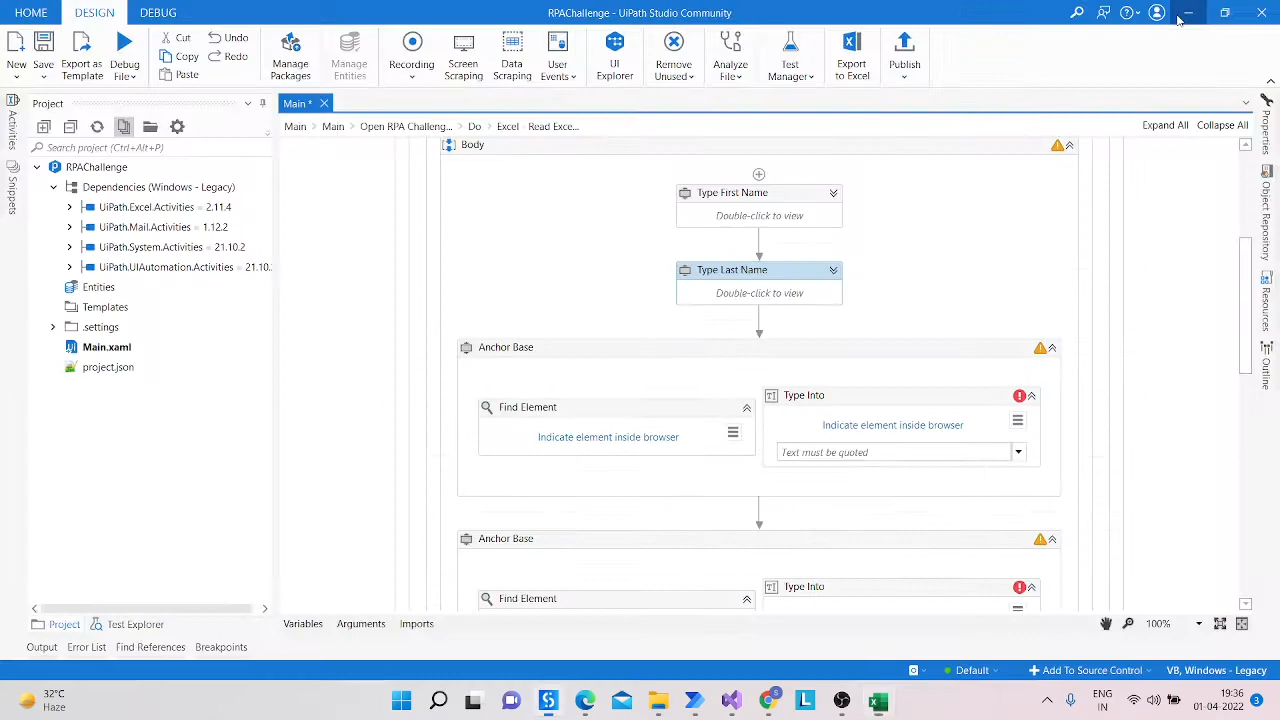 HOME DESIGN DEBUG RPAChallenge - UiPath Studio Community
New Save Export as Template Debug File Cut Copy Paste Undo Redo Manage Packages Manage Entities Recording Screen Scraping Data Scraping User Events UI Explorer Remove Unused Analyze File Test Manager Export to Excel Publish
Project
Main *
Main Main Open RPA Challeng... Do Excel - Read Exce... Expand All Collapse All
Search project (Ctrl+Alt+P)
Body
RPAChallenge
Dependencies (Windows - Legacy)
UiPath.Excel.Activities = 2.11.4
UiPath.Mail.Activities = 1.12.2
UiPath.System.Activities = 21.10.2
UiPath.UIAutomation.Activities = 21.10.
Entities
Templates
.settings
Main.xaml
project.json
Activities
Snippets
Type First Name
Double-click to view
Type Last Name
Double-click to view
Anchor Base
Find Element
Indicate element inside browser
Type Into
Indicate element inside browser
Text must be quoted
Anchor Base
Find Element
Type Into
Properties
Object Repository
Resources
Outline
Project Test Explorer Variables Arguments Imports 100%
Output Error List Find References Breakpoints
Default Add To Source Control VB, Windows - Legacy
32°C
Haze
ENG
IN
19:36
01-04-2022
3